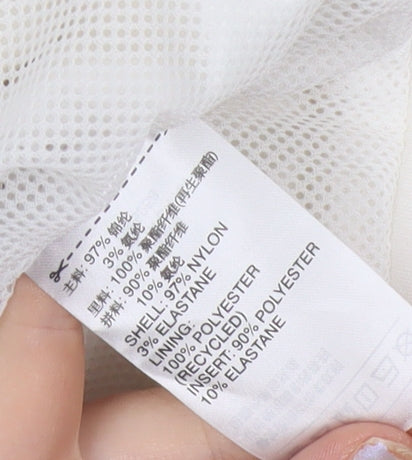 主料: 97% 锦纶
3% 氨纶
里料: 100% 聚酯纤维(再生聚酯)
拼料: 90% 聚酯纤维
10% 氨纶
SHELL: 97% NYLON
3% ELASTANE
LINING:
100% POLYESTER
(RECYCLED)
INSERT: 90% POLYESTER
10% ELASTANE